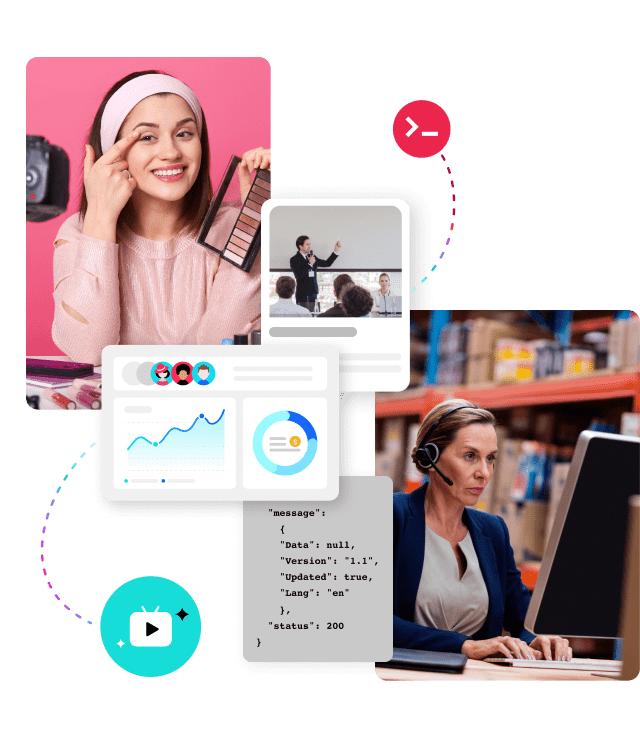 "message":
{
"Data": null,
"Version": "1.1",
"Updated": true,
"Lang": "en"
},
"status": 200
}